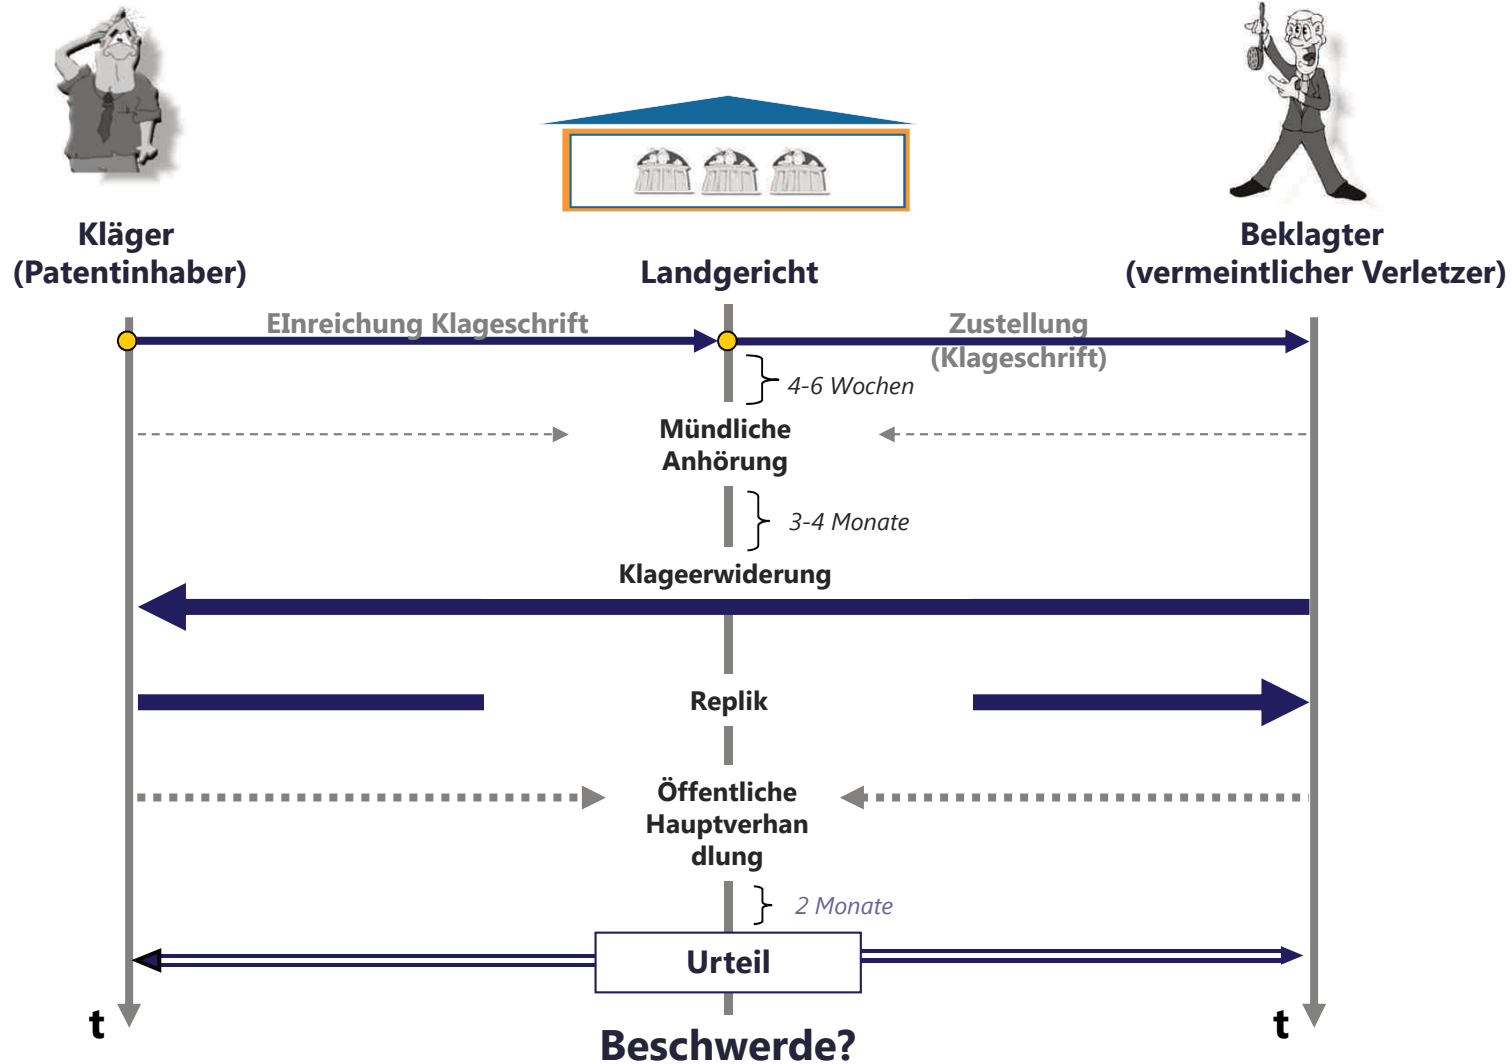 Kläger
(Patentinhaber)
Landgericht
Beklagter
(vermeintlicher Verletzer)
EInreichung Klageschrift
Zustellung
(Klageschrift)
4-6 Wochen
Mündliche
Anhörung
3-4 Monate
Klageerwiderung
Replik
Öffentliche
Hauptverhan
dlung
2 Monate
Urteil
t
t
Beschwerde?